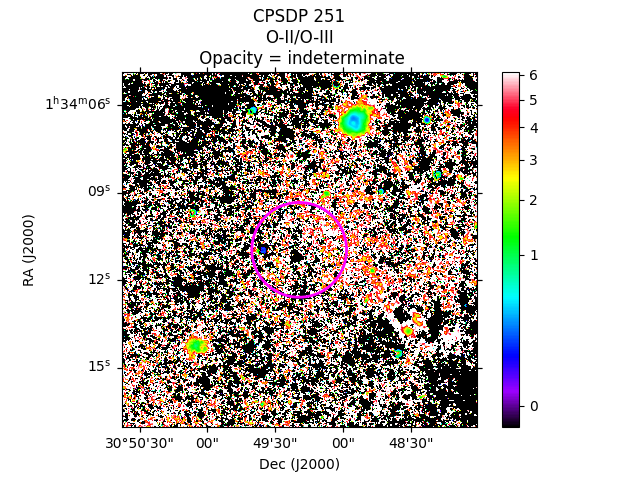 CPSDP 251
O-II/O-III
Opacity = indeterminate
1ʰ34ᵐ06ˢ
09ˢ
12ˢ
15ˢ
RA (J2000)
30°50'30" 00" 49'30" 00" 48'30"
Dec (J2000)
6
5
4
3
2
1
0